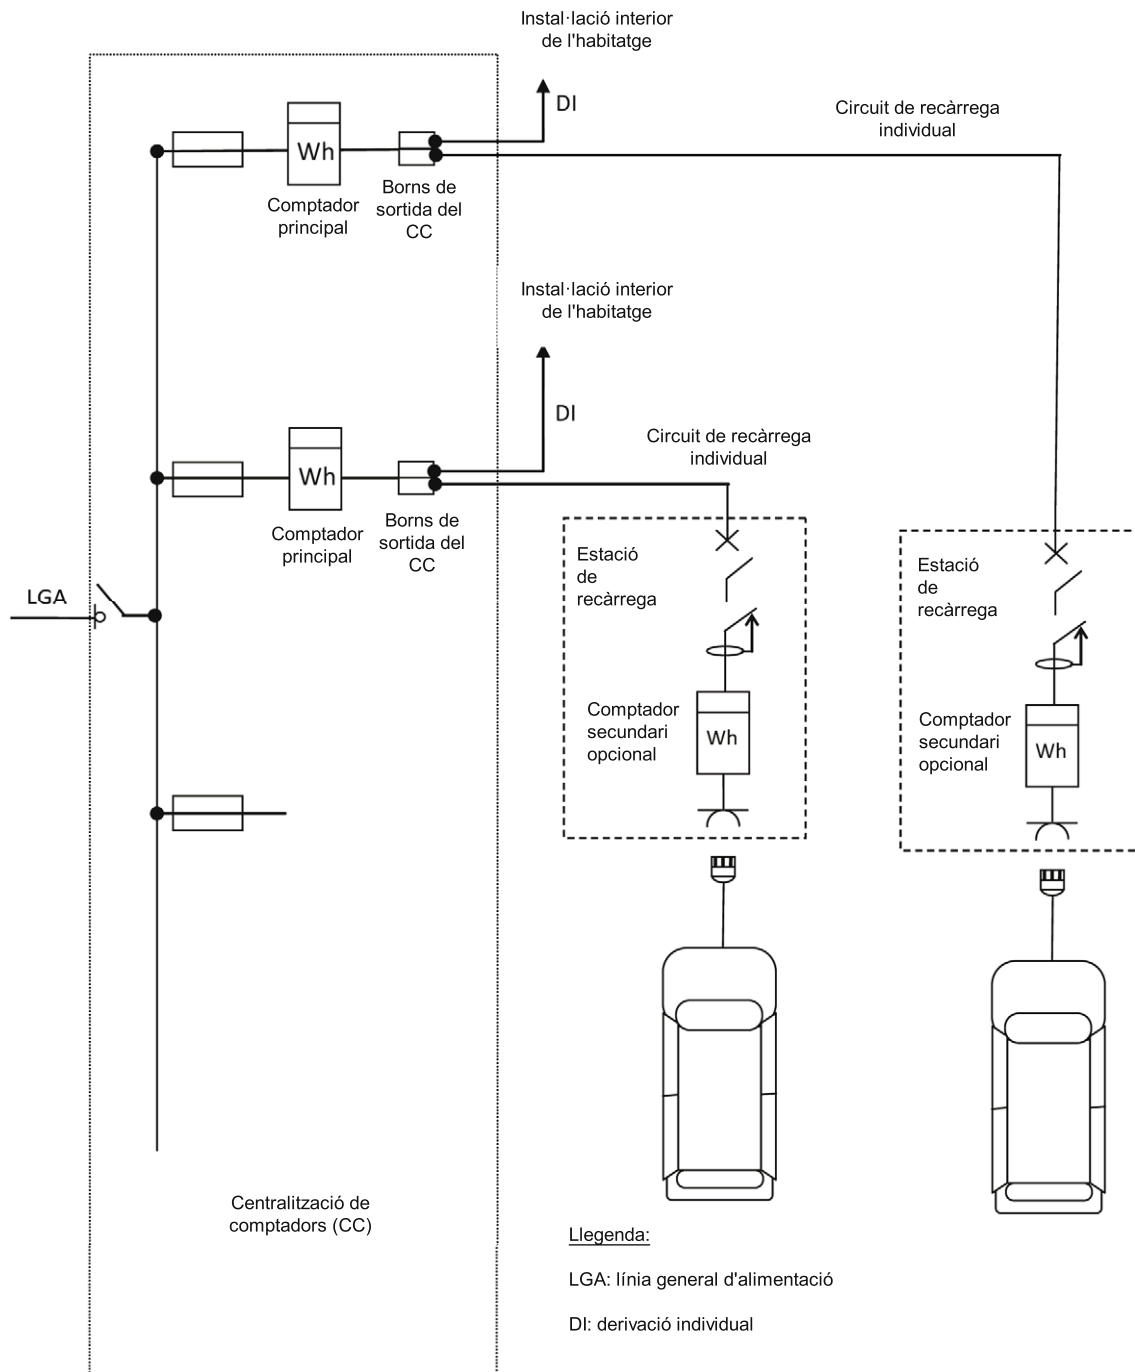 Instal·lació interior
de l'habitatge
DI
Circuit de recàrrega
individual
Wh
Comptador
principal
Borns de
sortida del
CC
Instal·lació interior
de l'habitatge
DI
Circuit de recàrrega
individual
Wh
Comptador
principal
Borns de
sortida del
CC
LGA
Estació
de
recàrrega
Comptador
secundari
opcional
Wh
Estació
de
recàrrega
Comptador
secundari
opcional
Wh
Centralització de
comptadors (CC)
Llegenda:
LGA: línia general d'alimentació
DI: derivació individual